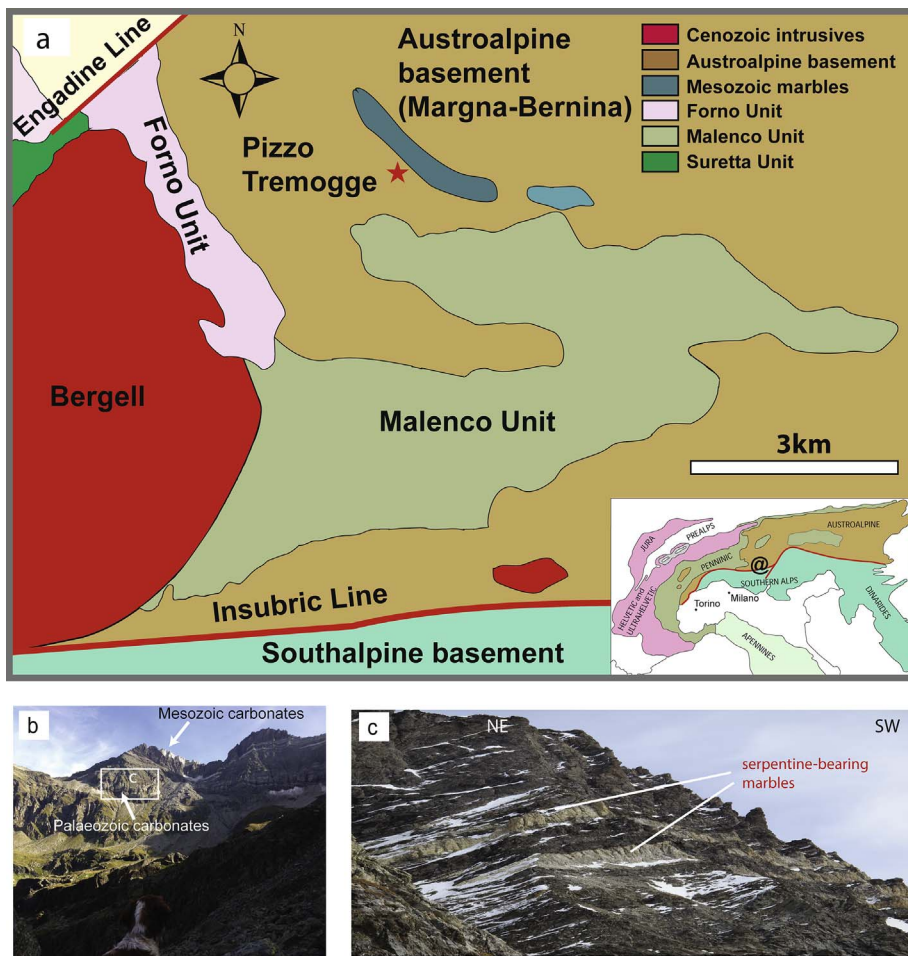 a
Engadine Line
N
Austroalpine
basement
(Margna-Bernina)
Cenozoic intrusives
Austroalpine basement
Mesozoic marbles
Forno Unit
Malenco Unit
Suretta Unit
Forno Unit
Pizzo
Tremogge
Bergell
Malenco Unit
3km
Insubric Line
Southalpine basement
JURA
PREALPS
AUSTROALPINE
PENNINIC
@
SOUTHERN ALPS
HELVETIC and
ULTRAHELVETIC
Milano
Torino
DINARIDES
APENNINES
b
Mesozoic carbonates
C
Palaeozoic carbonates
c
NE
SW
serpentine-bearing
marbles